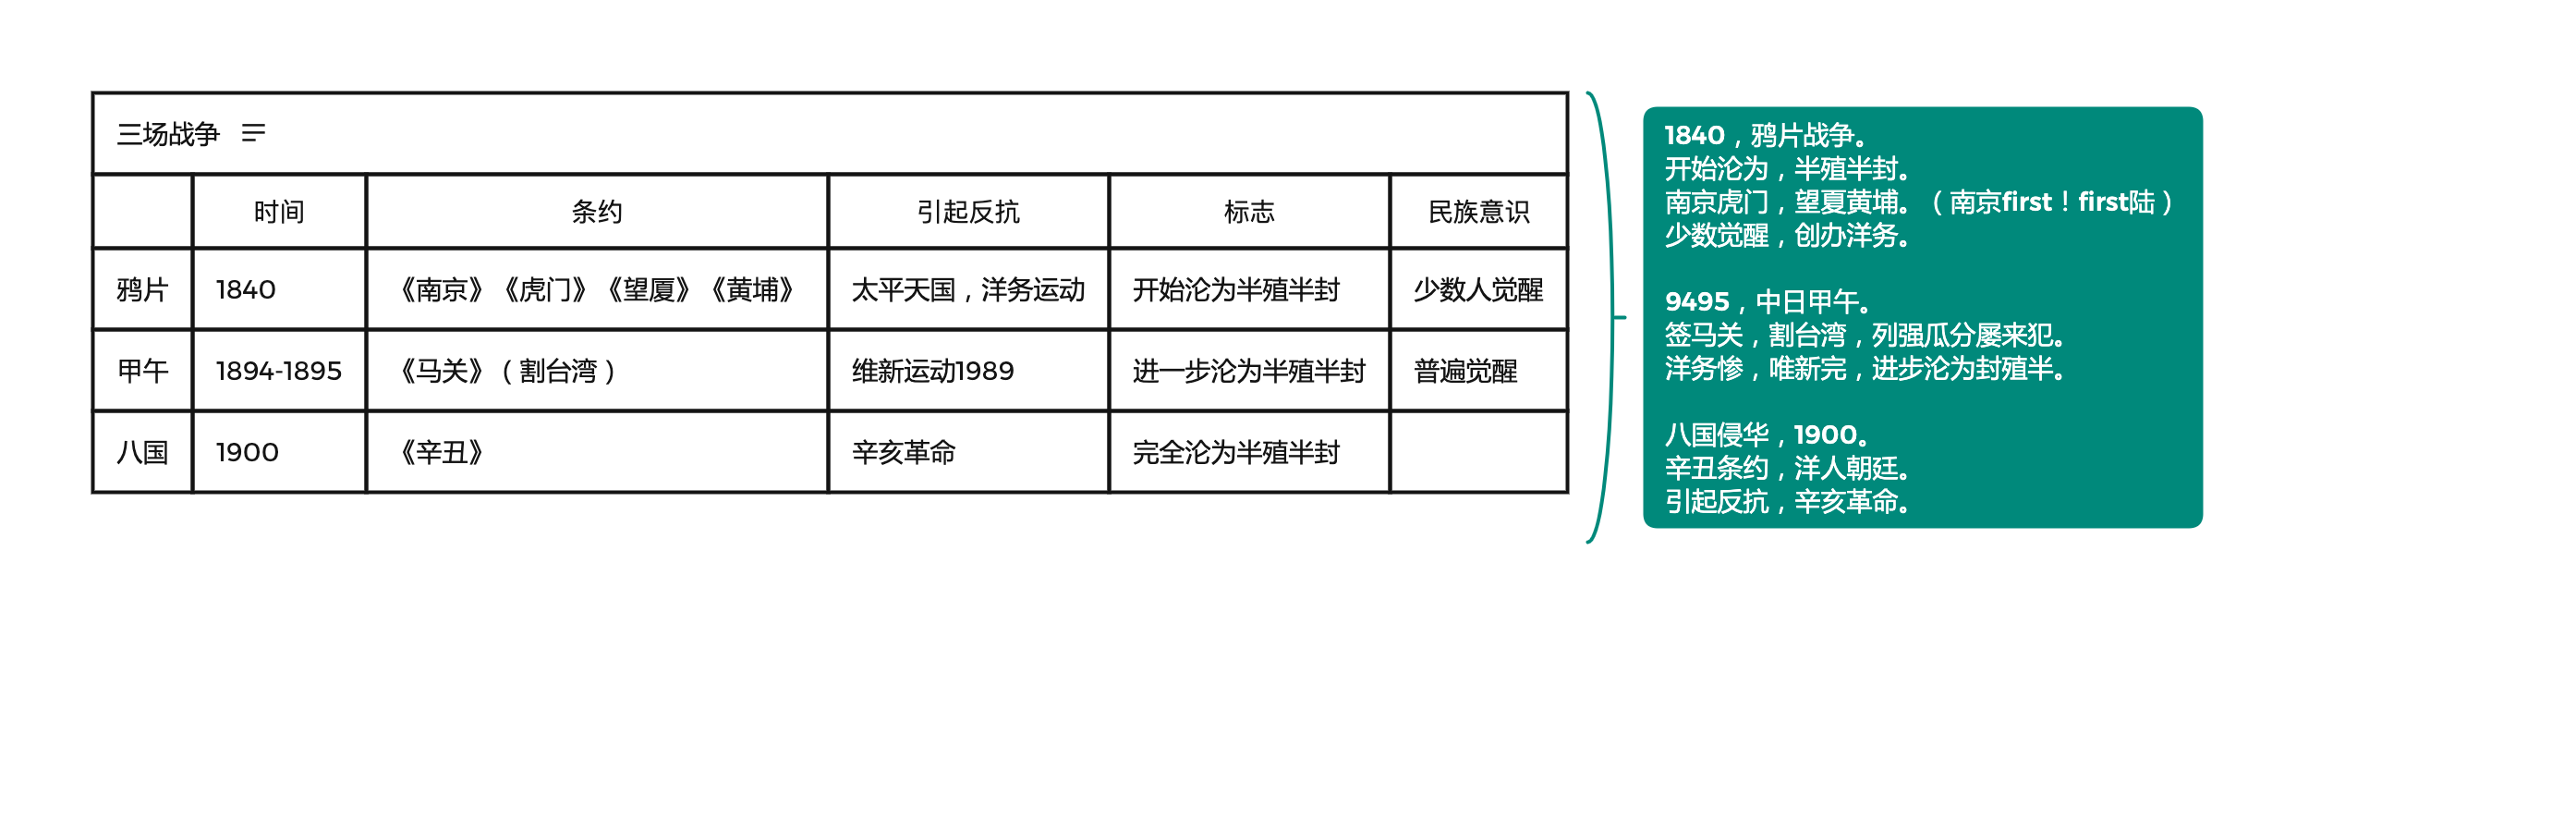 三场战争
时间 条约 引起反抗 标志 民族意识
鸦片 1840 《南京》《虎门》《望厦》《黄埔》 太平天国，洋务运动 开始沦为半殖半封 少数人觉醒
甲午 1894-1895 《马关》（割台湾） 维新运动1989 进一步沦为半殖半封 普遍觉醒
八国 1900 《辛丑》 辛亥革命 完全沦为半殖半封
1840，鸦片战争。
开始沦为，半殖半封。
南京虎门，望夏黄埔。（南京first！first陆）
少数觉醒，创办洋务。
9495，中日甲午。
签马关，割台湾，列强瓜分屡来犯。
洋务惨，唯新完，进步沦为封殖半。
八国侵华，1900。
辛丑条约，洋人朝廷。
引起反抗，辛亥革命。